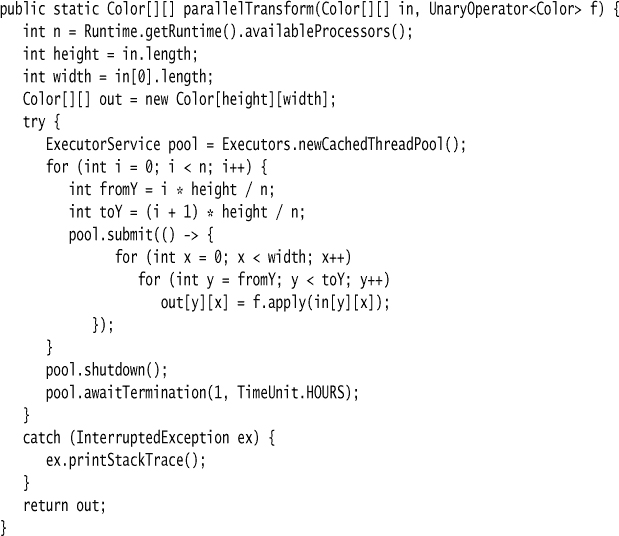 public static Color[][] parallelTransform(Color[][] in, UnaryOperator<Color> f) {
   int n = Runtime.getRuntime().availableProcessors();
   int height = in.length;
   int width = in[0].length;
   Color[][] out = new Color[height][width];
   try {
      ExecutorService pool = Executors.newCachedThreadPool();
      for (int i = 0; i < n; i++) {
         int fromY = i * height / n;
         int toY = (i + 1) * height / n;
         pool.submit(() -> {
               for (int x = 0; x < width; x++)
                  for (int y = fromY; y < toY; y++)
                     out[y][x] = f.apply(in[y][x]);
            });
      }
      pool.shutdown();
      pool.awaitTermination(1, TimeUnit.HOURS);
   }
   catch (InterruptedException ex) {
      ex.printStackTrace();
   }
   return out;
}